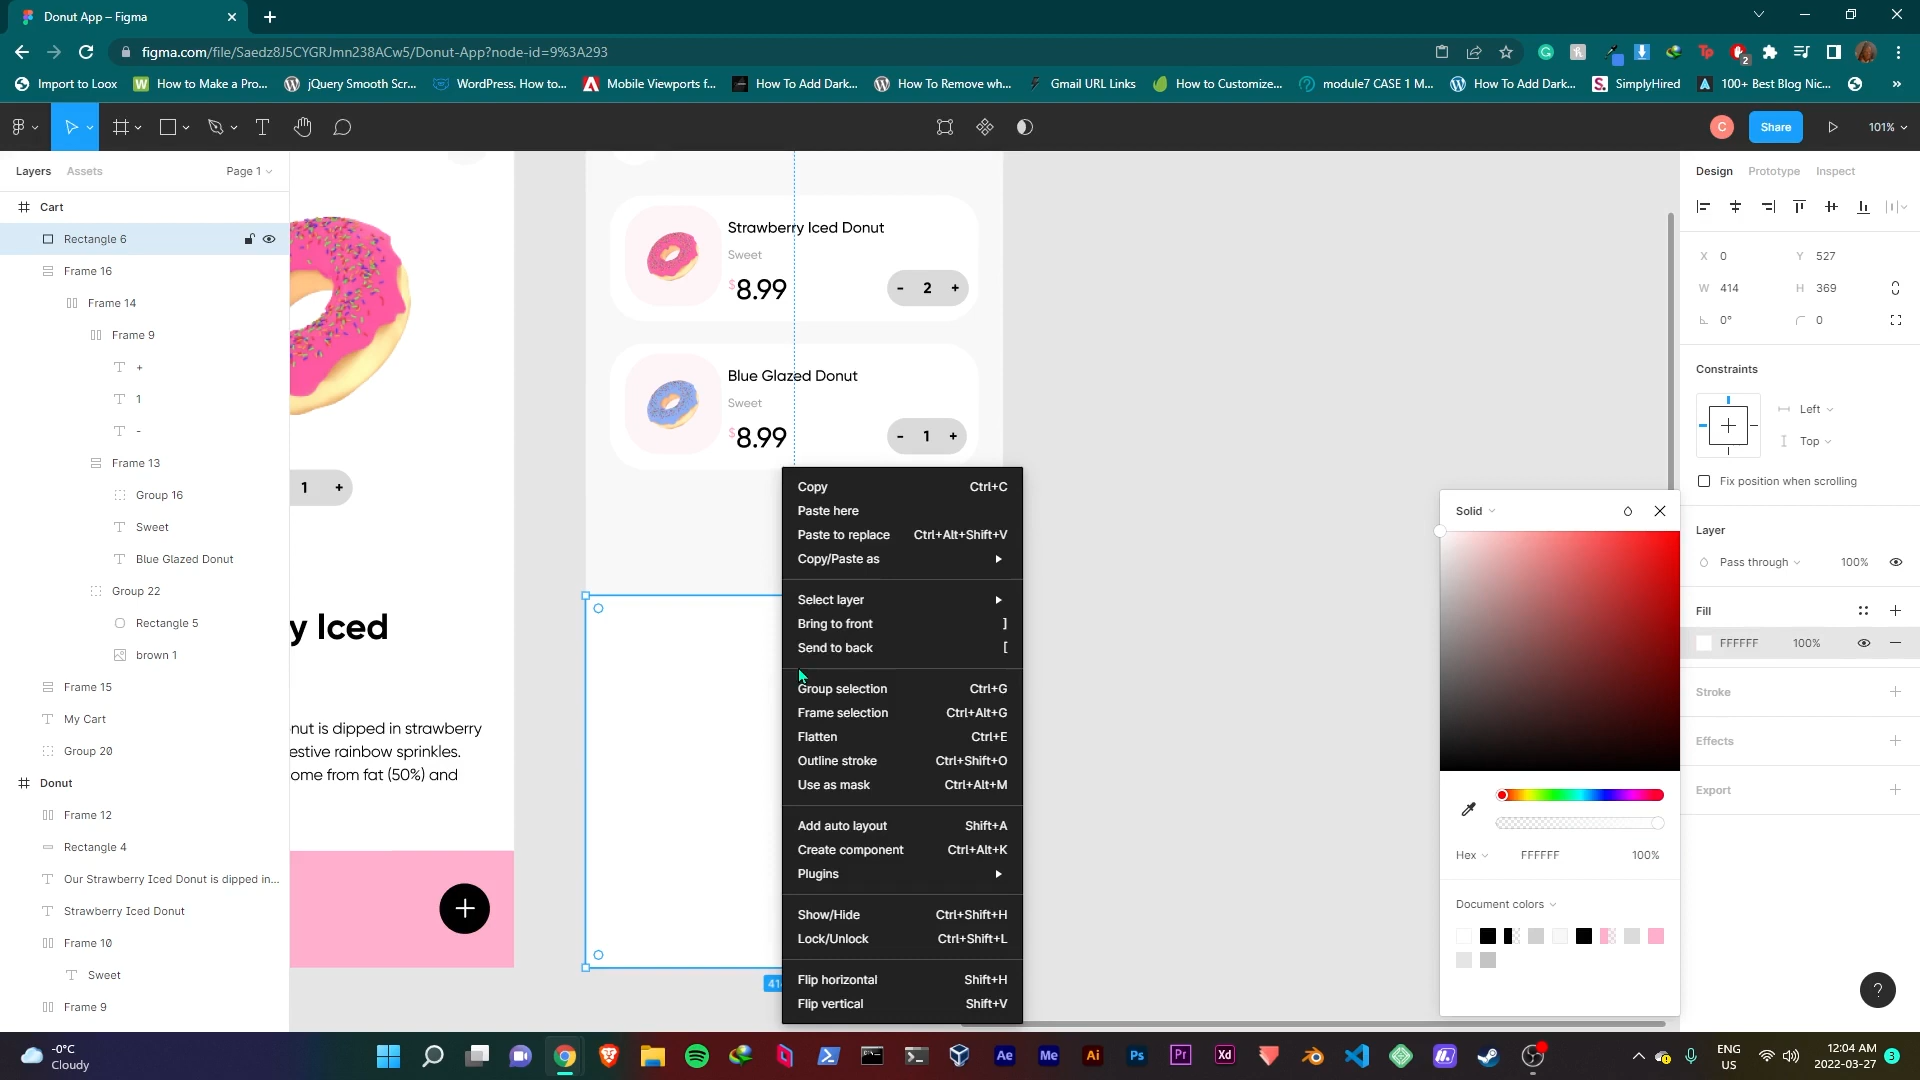 Donut App – Figma
figma.com/file/Saedz8J5CYGRJmn238ACw5/Donut-App?node-id=9%3A293
Import to Loox
How to Make a Pro...
jQuery Smooth Scr...
WordPress. How to...
Mobile Viewports f...
How To Add Dark...
How To Remove wh...
Gmail URL Links
How to Customize...
module7 CASE 1 M...
How To Add Dark...
SimplyHired
100+ Best Blog Nic...
»
C
Share
101%
Layers Assets Page 1
Cart
Rectangle 6
Frame 16
Frame 14
Frame 9
+
1
-
Frame 13
Group 16
Sweet
Blue Glazed Donut
Group 22
Rectangle 5
brown 1
Frame 15
My Cart
Group 20
Donut
Frame 12
Rectangle 4
Our Strawberry Iced Donut is dipped in...
Strawberry Iced Donut
Frame 10
Sweet
Frame 9
1 +
y Iced
nut is dipped in strawberry
estive rainbow sprinkles.
ome from fat (50%) and
+
Strawberry Iced Donut
Sweet
$8.99
- 2 +
Blue Glazed Donut
Sweet
$8.99
- 1 +
Copy Ctrl+C
Paste here
Paste to replace Ctrl+Alt+Shift+V
Copy/Paste as
Select layer
Bring to front ]
Send to back [
Group selection Ctrl+G
Frame selection Ctrl+Alt+G
Flatten Ctrl+E
Outline stroke Ctrl+Shift+O
Use as mask Ctrl+Alt+M
Add auto layout Shift+A
Create component Ctrl+Alt+K
Plugins
Show/Hide Ctrl+Shift+H
Lock/Unlock Ctrl+Shift+L
Flip horizontal Shift+H
Flip vertical Shift+V
Solid
Hex FFFFFF 100%
Document colors
Design Prototype Inspect
X 0 Y 527
W 414 H 369
0° 0
Constraints
Left
Top
Fix position when scrolling
Layer
Pass through 100%
Fill
FFFFFF 100%
Stroke
Effects
Export
?
-0°C
Cloudy
Ae
Me
Ai
Ps
Pr
Xd
ENG
US
12:04 AM
2022-03-27
3